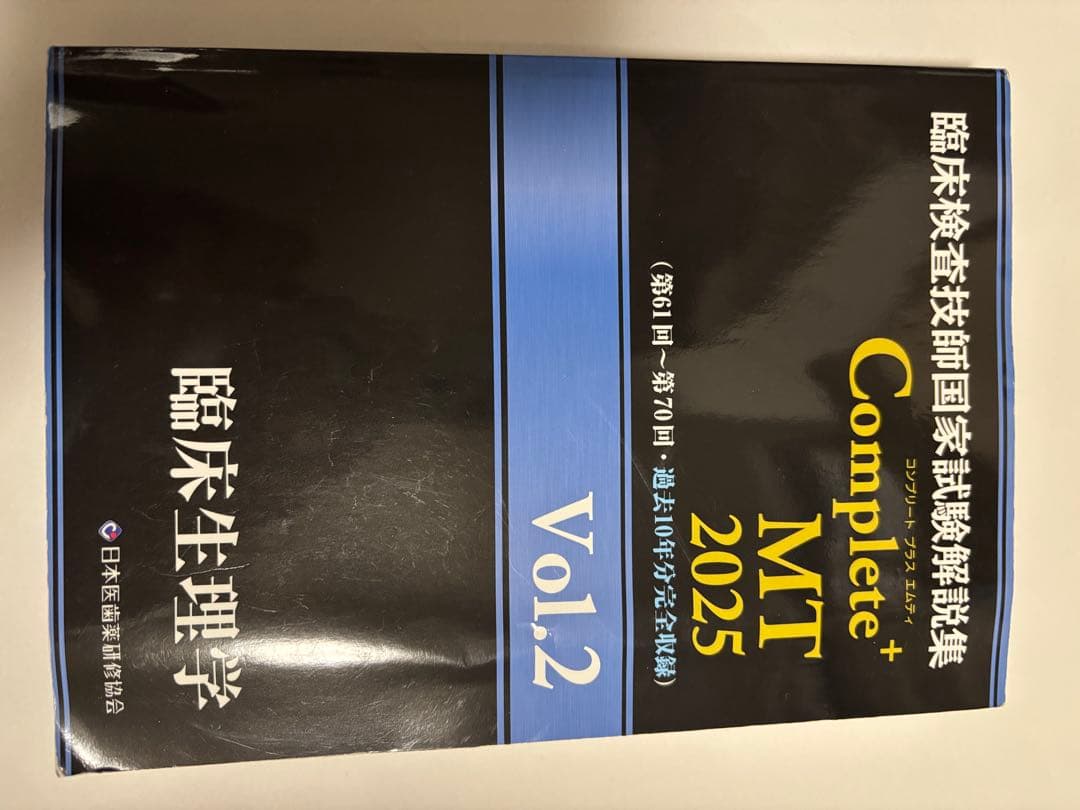 臨床検査技師国家試験解説集
コンプリート プラス エムティ
Complete+
MT
2025
(第61回～第70回・過去10年分完全収録)
Vol.2
臨床生理学
日本医歯薬研修協会